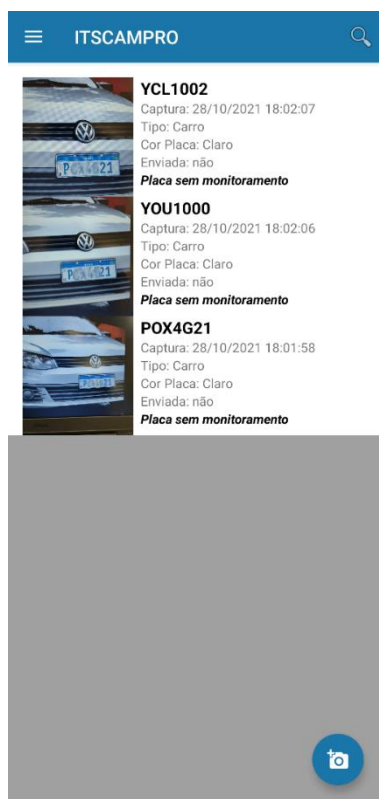 ITSCAMPRO
YCL1002
Captura: 28/10/2021 18:02:07
Tipo: Carro
Cor Placa: Claro
Enviada: não
Placa sem monitoramento
YOU1000
Captura: 28/10/2021 18:02:06
Tipo: Carro
Cor Placa: Claro
Enviada: não
Placa sem monitoramento
POX4G21
Captura: 28/10/2021 18:01:58
Tipo: Carro
Cor Placa: Claro
Enviada: não
Placa sem monitoramento